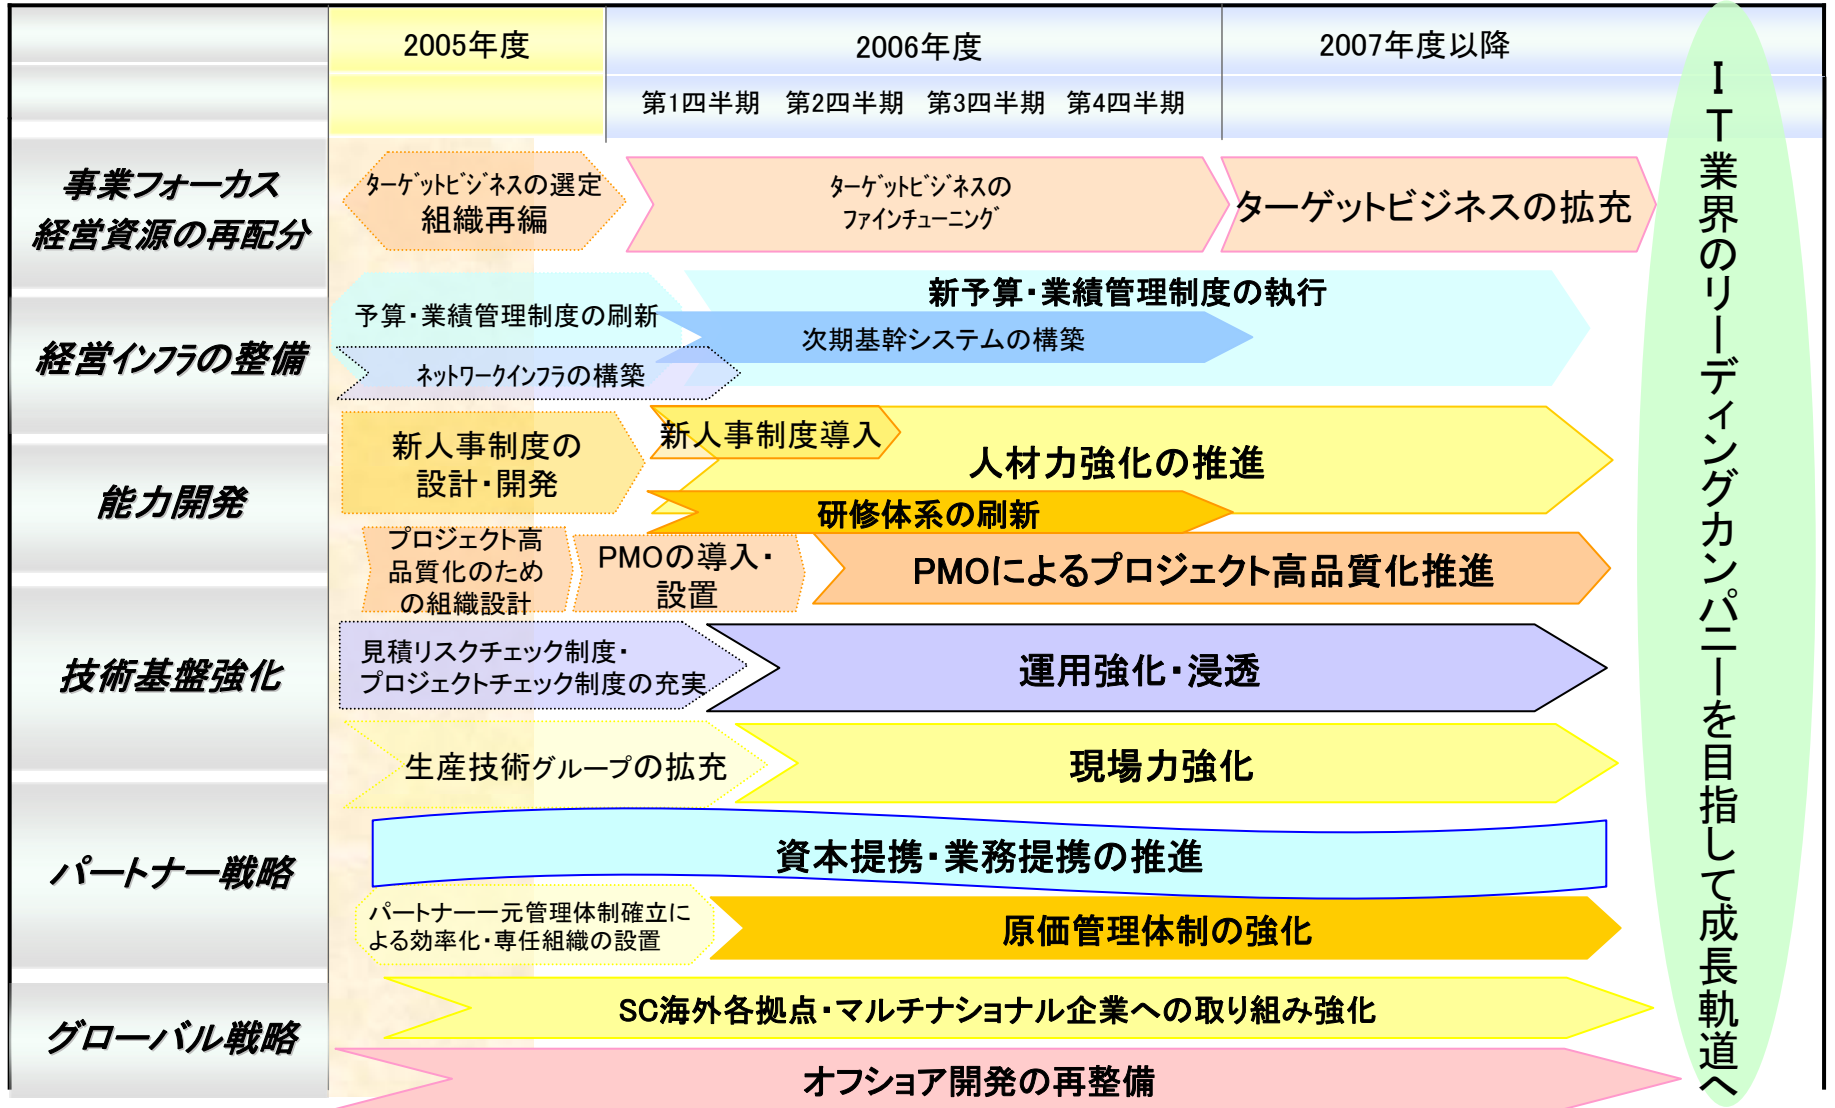 2005年度
2006年度
2007年度以降
第1四半期
第2四半期
第3四半期
第4四半期
事業フォーカス
経営資源の再配分
ﾀｰｹﾞｯﾄﾋﾞｼﾞﾈｽの選定
組織再編
ﾀｰｹﾞｯﾄﾋﾞｼﾞﾈｽの
ﾌｧｲﾝﾁｭｰﾆﾝｸﾞ
ターゲットビジネスの拡充
経営ｲﾝﾌﾗの整備
予算・業績管理制度の刷新
新予算・業績管理制度の執行
次期基幹システムの構築
ﾈｯﾄﾜｰｸｲﾝﾌﾗの構築
能力開発
新人事制度の
設計・開発
新人事制度導入
人材力強化の推進
研修体系の刷新
技術基盤強化
プロジェクト高
品質化のため
の組織設計
PMOの導入・
設置
PMOによるプロジェクト高品質化推進
見積リスクチェック制度・
プロジェクトチェック制度の充実
運用強化・浸透
生産技術グループの拡充
現場力強化
パートナー戦略
資本提携・業務提携の推進
パートナー一元管理体制確立に
よる効率化・専任組織の設置
原価管理体制の強化
グローバル戦略
SC海外各拠点・マルチナショナル企業への取り組み強化
オフショア開発の再整備
ＩＴ業界のリーディングカンパニーを目指して成長軌道へ